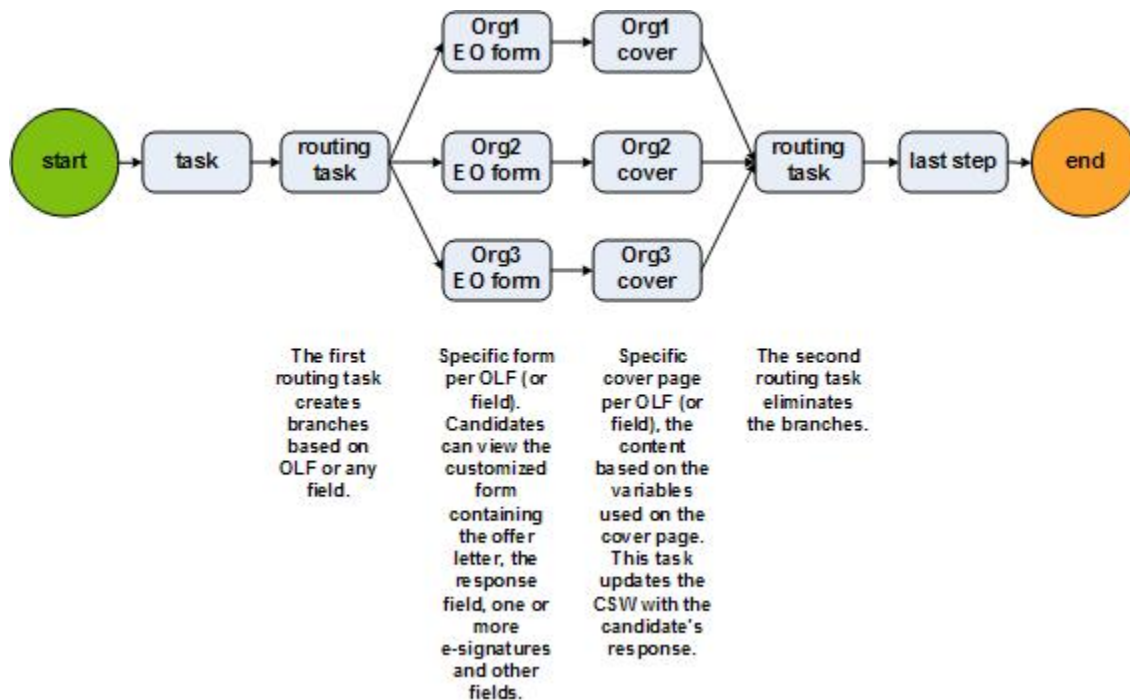 Org1
EO form
Org1
cover
start
task
routing
task
Org2
EO form
Org2
cover
routing
task
last step
end
Org3
EO form
Org3
cover
The first
routing task
creates
branches
based on
OLF or any
field.
Specific form
per OLF (or
field).
Candidates
can view the
customized
form
containing
the offer
letter, the
response
field, one or
more
e-signatures
and other
fields.
Specific
cover page
per OLF (or
field), the
content
based on the
variables
used on the
cover page.
This task
updates the
CSW with the
candidate's
response.
The second
routing task
eliminates
the branches.